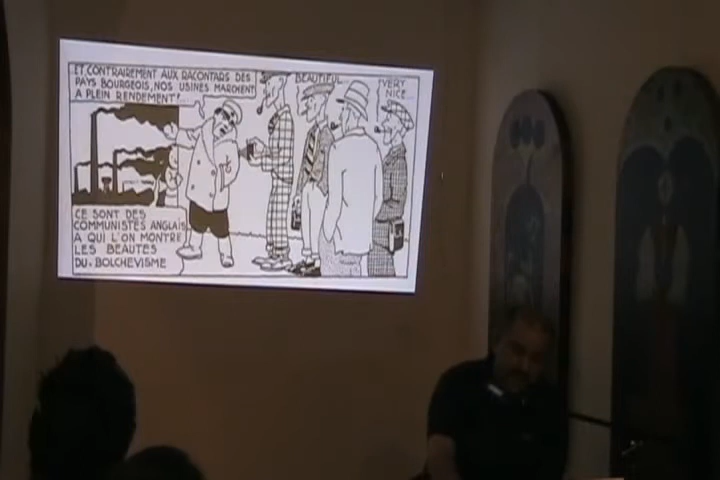 ET, CONTRAIREMENT AUX RACONTARS DES
PAYS BOURGEOIS, NOS USINES MARCHENT
A PLEIN RENDEMENT!
BEAUTIFUL
VERY
NICE
CE SONT DES
COMMUNISTES ANGLAIS
A QUI L'ON MONTRE
LES BEAUTES
DU BOLCHEVISME